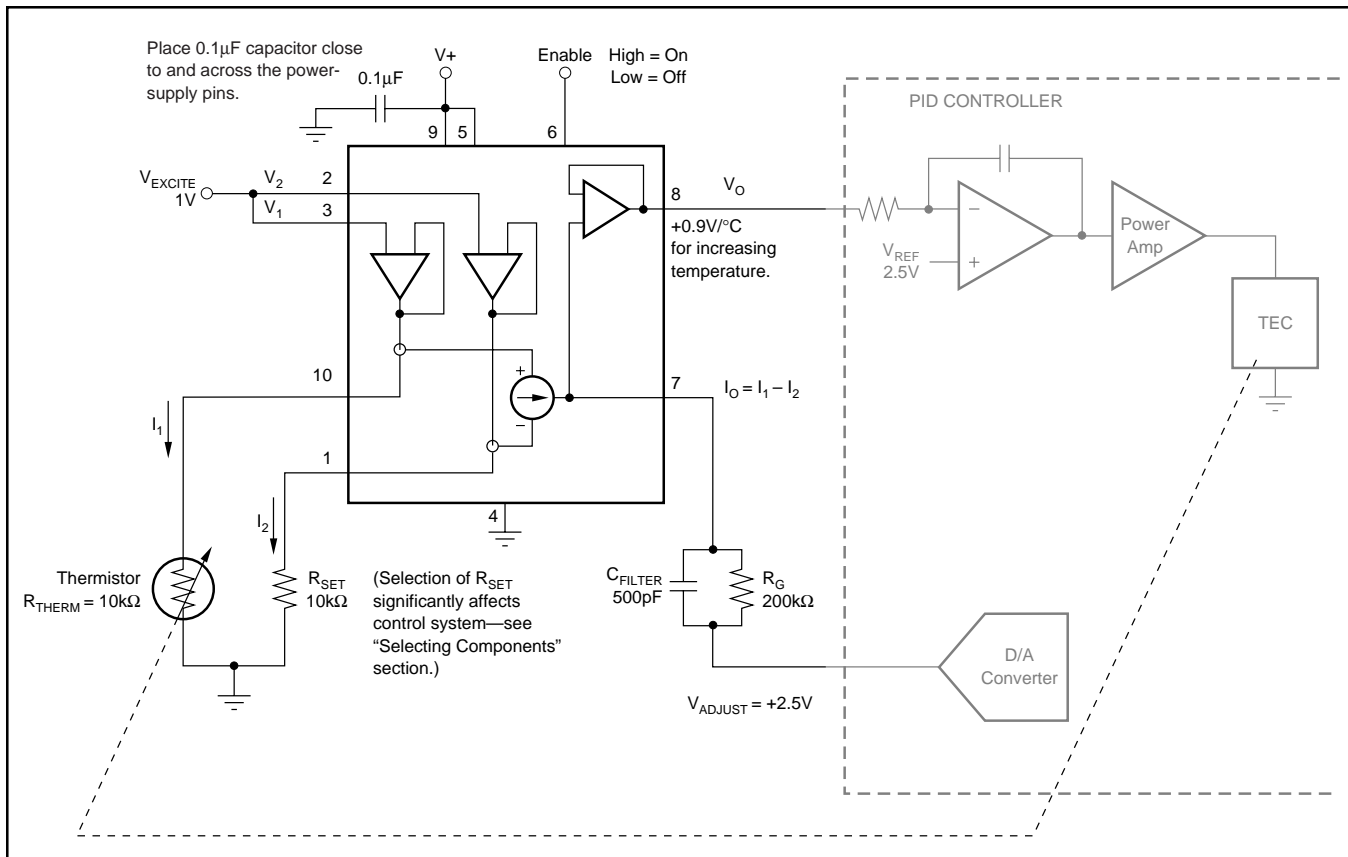 Place 0.1μF capacitor close
to and across the power-
supply pins.
0.1μF
V+
Enable
High = On
Low = Off
PID CONTROLLER
9
5
6
V_EXCITE
1V
V_2
2
V_1
3
8
V_O
+0.9V/°C
for increasing
temperature.
−
+
V_REF
2.5V
Power
Amp
TEC
10
+
−
7
I_O = I_1 – I_2
I_1
1
4
I_2
Thermistor
R_THERM = 10kΩ
R_SET
10kΩ
(Selection of R_SET
significantly affects
control system—see
“Selecting Components”
section.)
C_FILTER
500pF
R_G
200kΩ
D/A
Converter
V_ADJUST = +2.5V